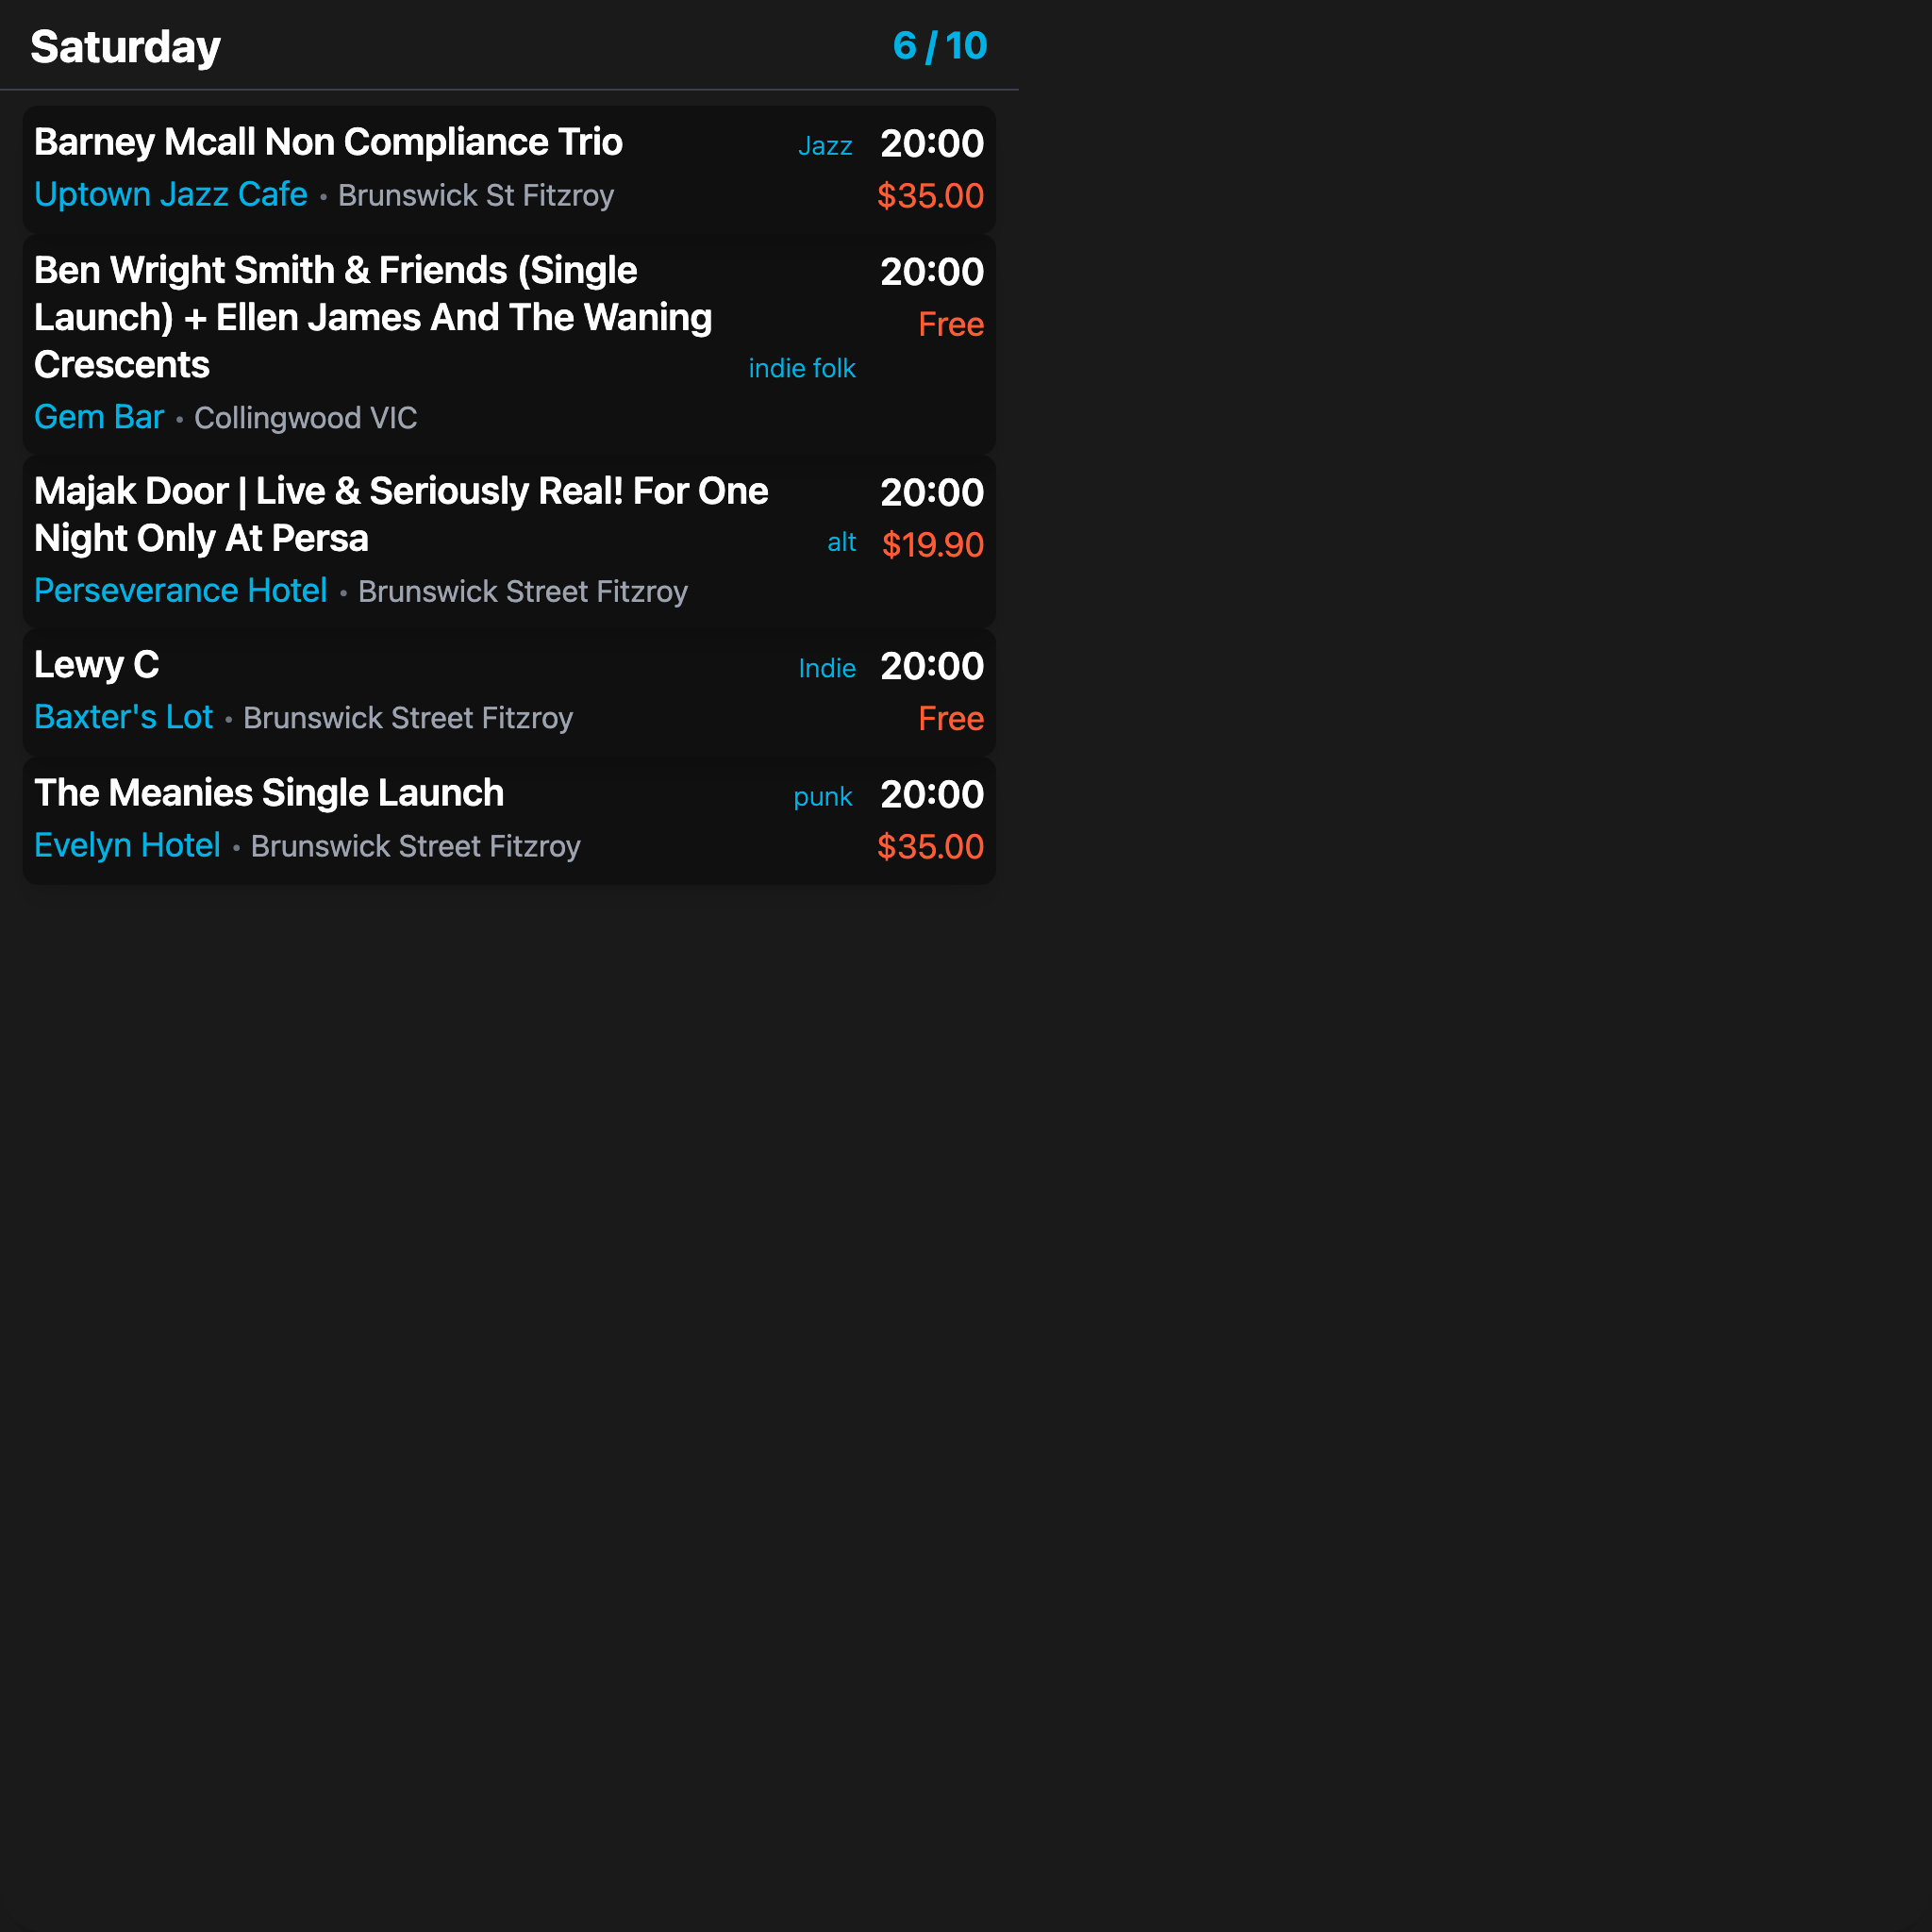 Saturday 6 / 10
Barney Mcall Non Compliance Trio Jazz 20:00
Uptown Jazz Cafe • Brunswick St Fitzroy $35.00
Ben Wright Smith & Friends (Single 20:00
Launch) + Ellen James And The Waning Free
Crescents indie folk
Gem Bar • Collingwood VIC
Majak Door | Live & Seriously Real! For One 20:00
Night Only At Persa alt $19.90
Perseverance Hotel • Brunswick Street Fitzroy
Lewy C Indie 20:00
Baxter's Lot • Brunswick Street Fitzroy Free
The Meanies Single Launch punk 20:00
Evelyn Hotel • Brunswick Street Fitzroy $35.00